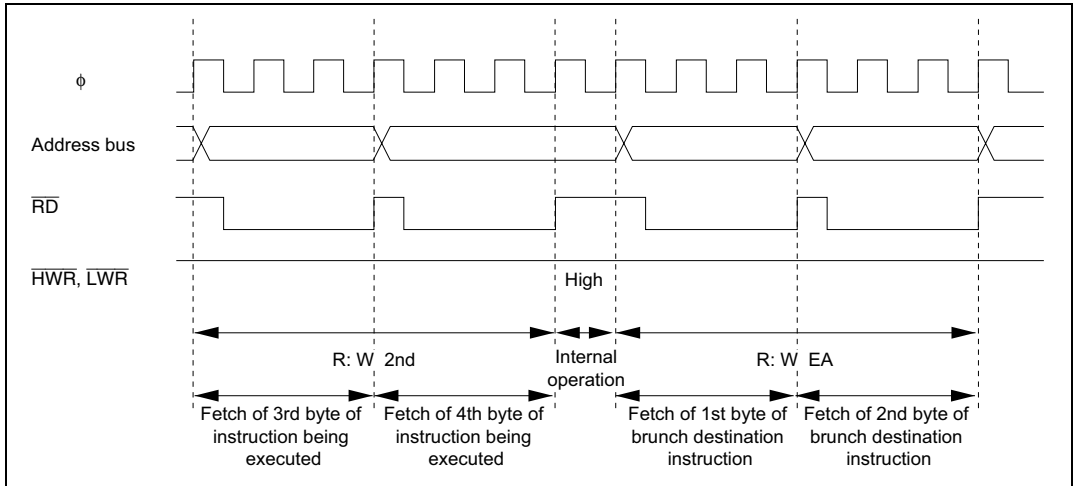 ϕ
Address bus
RD
HWR, LWR
High
R: W 2nd
Internal
operation
R: W EA
Fetch of 3rd byte of
instruction being
executed
Fetch of 4th byte of
instruction being
executed
Fetch of 1st byte of
brunch destination
instruction
Fetch of 2nd byte of
brunch destination
instruction